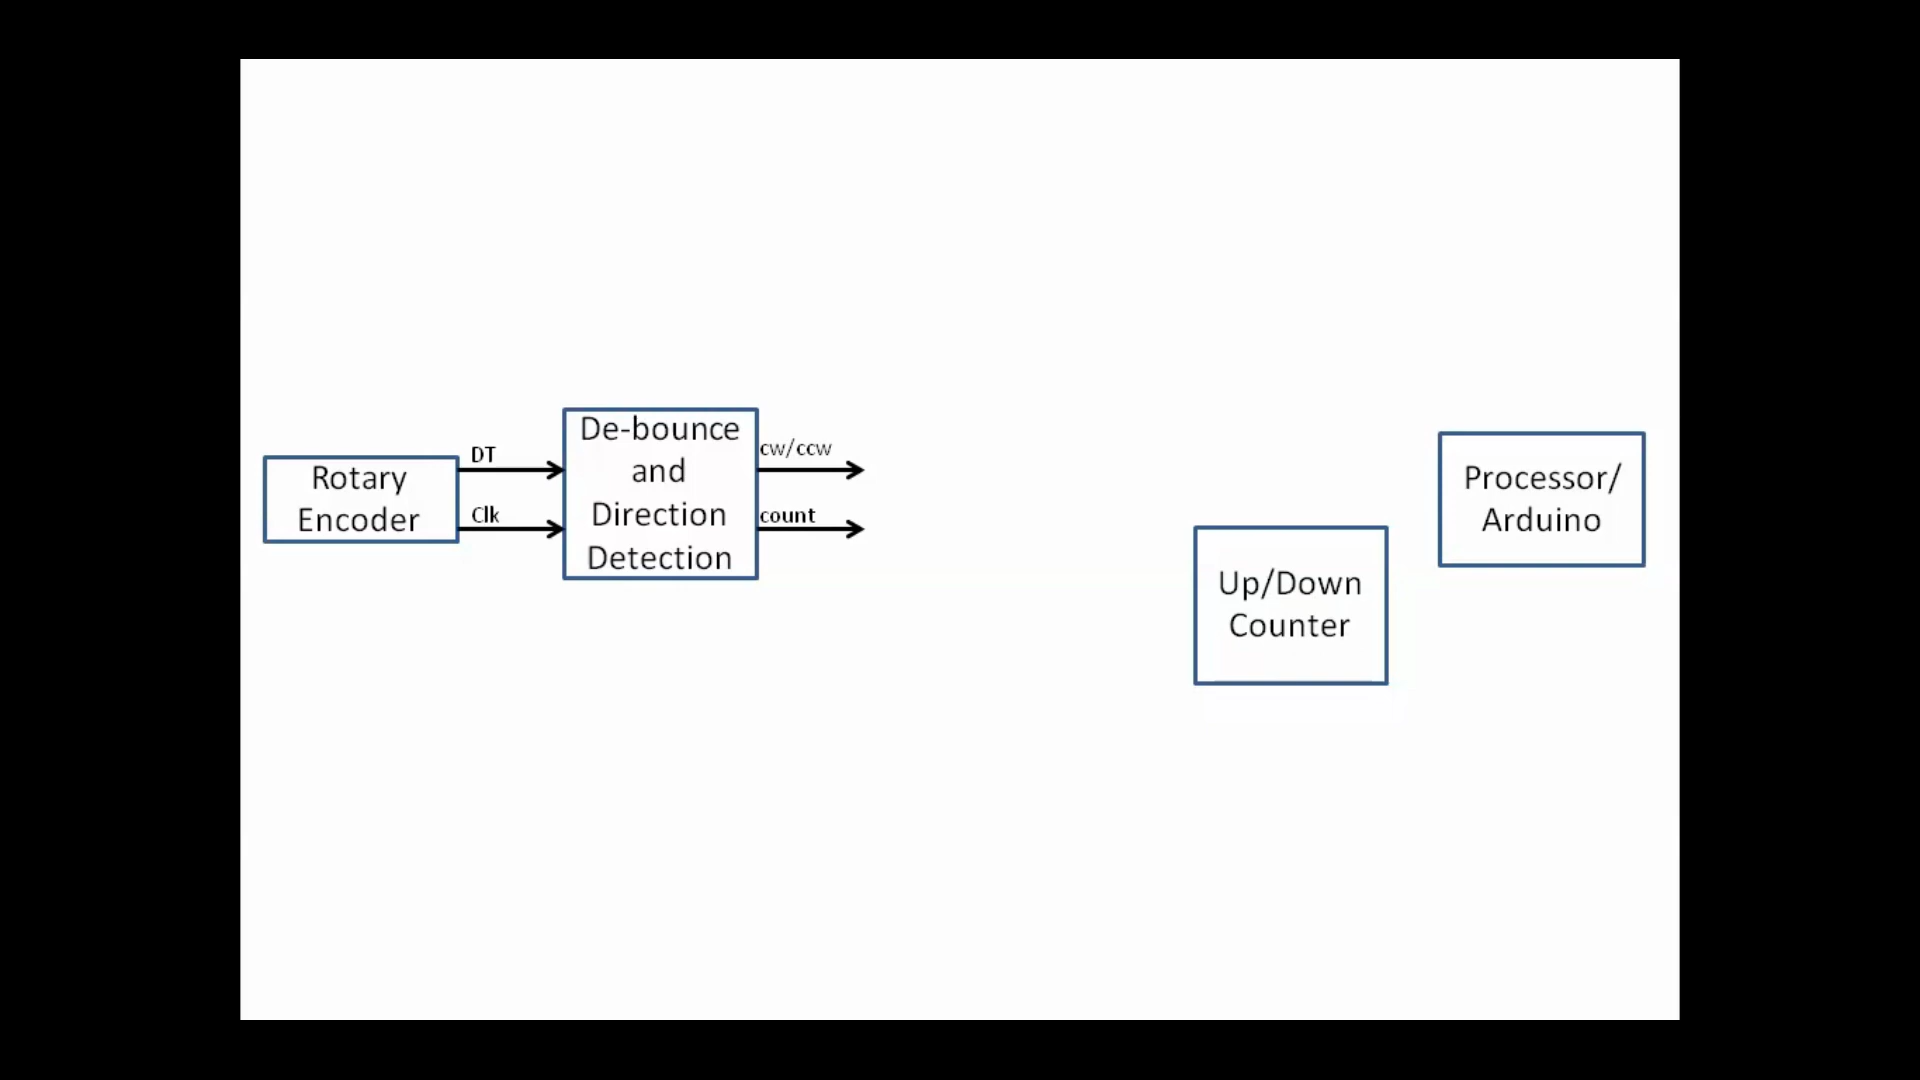 Rotary
Encoder
DT
Clk
De-bounce
and
Direction
Detection
cw/ccw
count
Up/Down
Counter
Processor/
Arduino